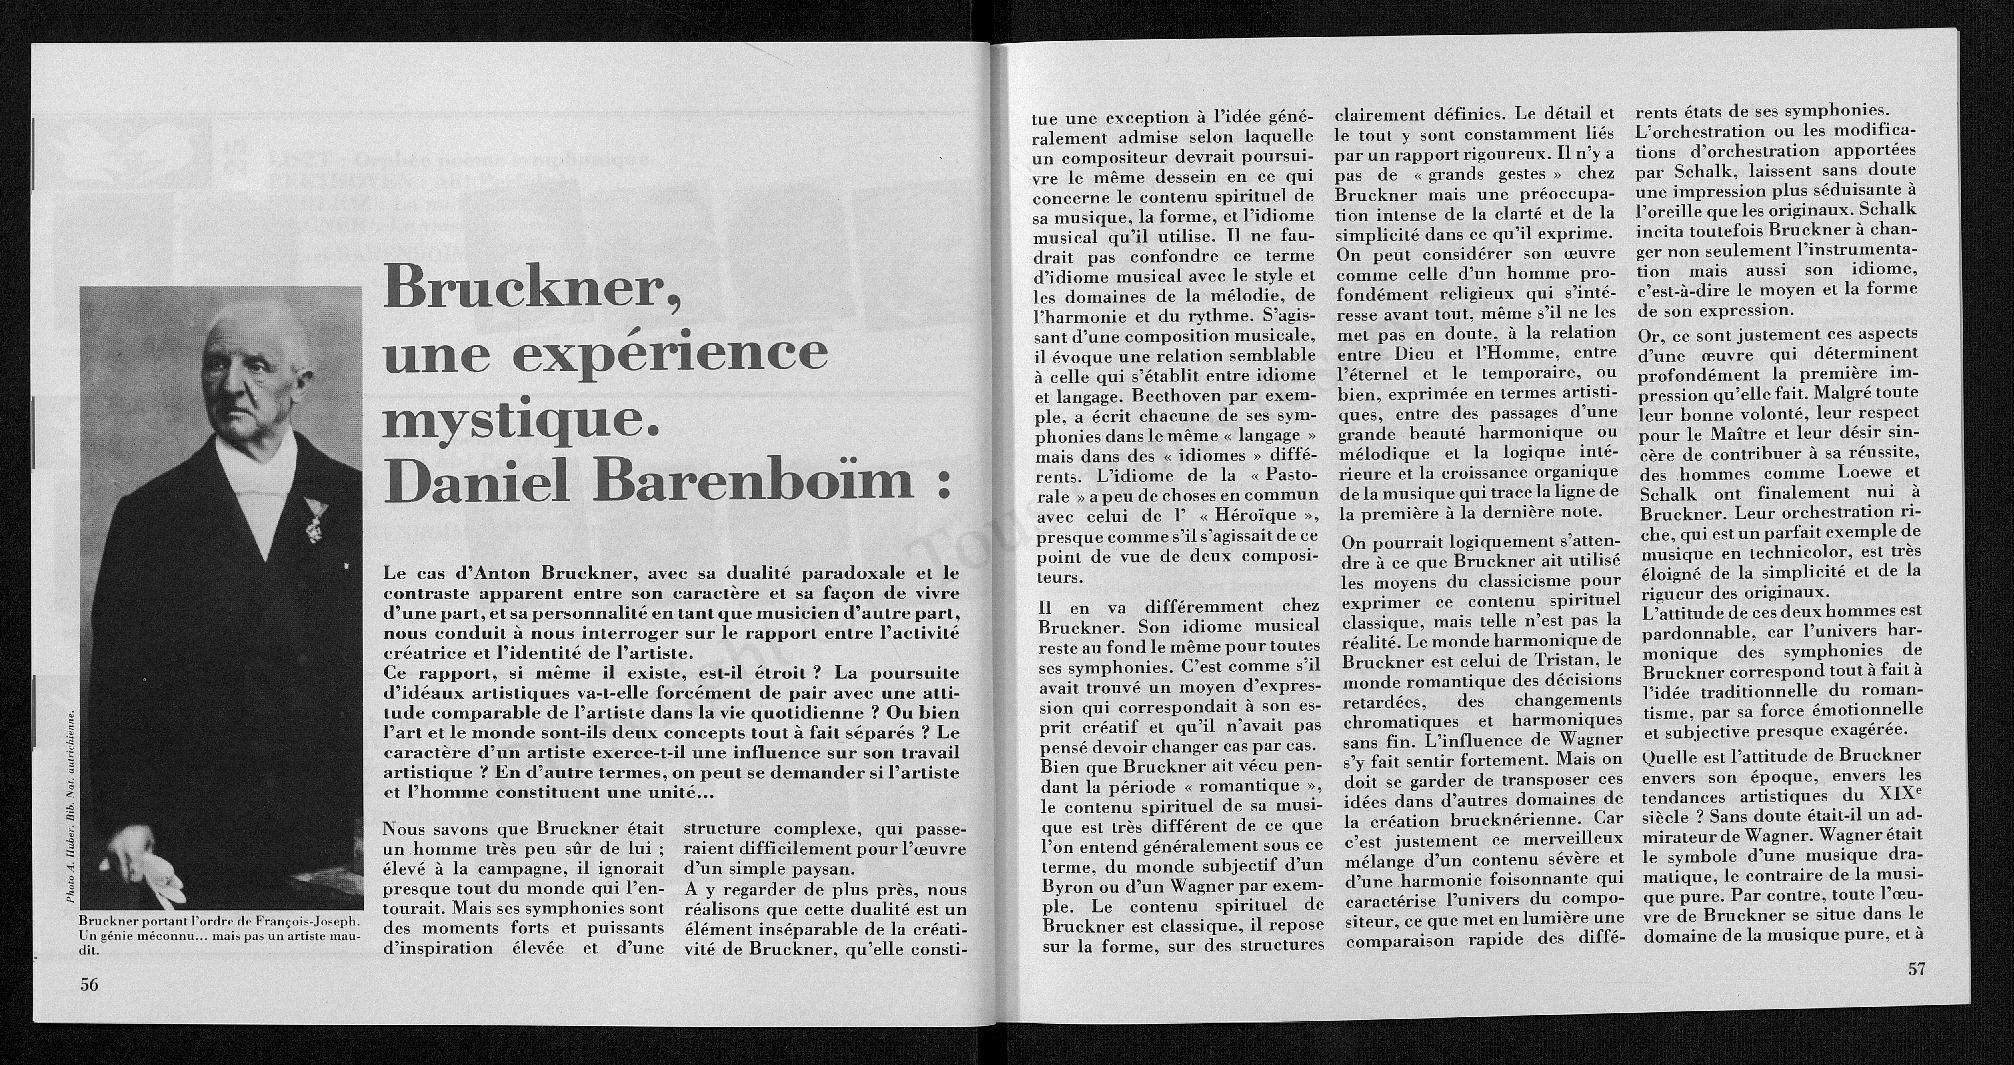 Bruckner,
une expérience
mystique.
Daniel Barenboïm :
Photo A. Huber. Bib. Nat. autrichienne.
Bruckner portant l'ordre de François-Joseph.
Un génie méconnu... mais pas un artiste mau-
dit.
56
Le cas d'Anton Bruckner, avec sa dualité paradoxale et le
contraste apparent entre son caractère et sa façon de vivre
d'une part, et sa personnalité en tant que musicien d'autre part,
nous conduit à nous interroger sur le rapport entre l'activité
créatrice et l'identité de l'artiste.
Ce rapport, si même il existe, est-il étroit ? La poursuite
d'idéaux artistiques va-t-elle forcément de pair avec une atti-
tude comparable de l'artiste dans la vie quotidienne ? Ou bien
l'art et le monde sont-ils deux concepts tout à fait séparés ? Le
caractère d'un artiste exerce-t-il une influence sur son travail
artistique ? En d'autre termes, on peut se demander si l'artiste
et l'homme constituent une unité...
Nous savons que Bruckner était
un homme très peu sûr de lui ;
élevé à la campagne, il ignorait
presque tout du monde qui l'en-
tourait. Mais ses symphonies sont
des moments forts et puissants
d'inspiration élevée et d'une
structure complexe, qui passe-
raient difficilement pour l'œuvre
d'un simple paysan.
A y regarder de plus près, nous
réalisons que cette dualité est un
élément inséparable de la créati-
vité de Bruckner, qu'elle consti-
tue une exception à l'idée géné-
ralement admise selon laquelle
un compositeur devrait poursui-
vre le même dessein en ce qui
concerne le contenu spirituel de
sa musique, la forme, et l'idiome
musical qu'il utilise. Il ne fau-
drait pas confondre ce terme
d'idiome musical avec le style et
les domaines de la mélodie, de
l'harmonie et du rythme. S'agis-
sant d'une composition musicale,
il évoque une relation semblable
à celle qui s'établit entre idiome
et langage. Beethoven par exem-
ple, a écrit chacune de ses sym-
phonies dans le même « langage »
mais dans des « idiomes » diffé-
rents. L'idiome de la « Pasto-
rale » a peu de choses en commun
avec celui de l' « Héroïque »,
presque comme s'il s'agissait de ce
point de vue de deux composi-
teurs.
Il en va différemment chez
Bruckner. Son idiome musical
reste au fond le même pour toutes
ses symphonies. C'est comme s'il
avait trouvé un moyen d'expres-
sion qui correspondait à son es-
prit créatif et qu'il n'avait pas
pensé devoir changer cas par cas.
Bien que Bruckner ait vécu pen-
dant la période « romantique »,
le contenu spirituel de sa musi-
que est très différent de ce que
l'on entend généralement sous ce
terme, du monde subjectif d'un
Byron ou d'un Wagner par exem-
ple. Le contenu spirituel de
Bruckner est classique, il repose
sur la forme, sur des structures
clairement définies. Le détail et
le tout y sont constamment liés
par un rapport rigoureux. Il n'y a
pas de « grands gestes » chez
Bruckner mais une préoccupa-
tion intense de la clarté et de la
simplicité dans ce qu'il exprime.
On peut considérer son œuvre
comme celle d'un homme pro-
fondément religieux qui s'inté-
resse avant tout, même s'il ne les
met pas en doute, à la relation
entre Dieu et l'Homme, entre
l'éternel et le temporaire, ou
bien, exprimée en termes artisti-
ques, entre des passages d'une
grande beauté harmonique ou
mélodique et la logique inté-
rieure et la croissance organique
de la musique qui trace la ligne de
la première à la dernière note.
On pourrait logiquement s'atten-
dre à ce que Bruckner ait utilisé
les moyens du classicisme pour
exprimer ce contenu spirituel
classique, mais telle n'est pas la
réalité. Le monde harmonique de
Bruckner est celui de Tristan, le
monde romantique des décisions
retardées, des changements
chromatiques et harmoniques
sans fin. L'influence de Wagner
s'y fait sentir fortement. Mais on
doit se garder de transposer ces
idées dans d'autres domaines de
la création brucknérienne. Car
c'est justement ce merveilleux
mélange d'un contenu sévère et
d'une harmonie foisonnante qui
caractérise l'univers du compo-
siteur, ce que met en lumière une
comparaison rapide des diffé-
rents états de ses symphonies.
L'orchestration ou les modifica-
tions d'orchestration apportées
par Schalk, laissent sans doute
une impression plus séduisante à
l'oreille que les originaux. Schalk
incita toutefois Bruckner à chan-
ger non seulement l'instrumenta-
tion mais aussi son idiome,
c'est-à-dire le moyen et la forme
de son expression.
Or, ce sont justement ces aspects
d'une œuvre qui déterminent
profondément la première im-
pression qu'elle fait. Malgré toute
leur bonne volonté, leur respect
pour le Maître et leur désir sin-
cère de contribuer à sa réussite,
des hommes comme Loewe et
Schalk ont finalement nui à
Bruckner. Leur orchestration ri-
che, qui est un parfait exemple de
musique en technicolor, est très
éloigné de la simplicité et de la
rigueur des originaux.
L'attitude de ces deux hommes est
pardonnable, car l'univers har-
monique des symphonies de
Bruckner correspond tout à fait à
l'idée traditionnelle du roman-
tisme, par sa force émotionnelle
et subjective presque exagérée.
Quelle est l'attitude de Bruckner
envers son époque, envers les
tendances artistiques du XIXe
siècle ? Sans doute était-il un ad-
mirateur de Wagner. Wagner était
le symbole d'une musique dra-
matique, le contraire de la musi-
que pure. Par contre, toute l'œu-
vre de Bruckner se situe dans le
domaine de la musique pure, et à
57